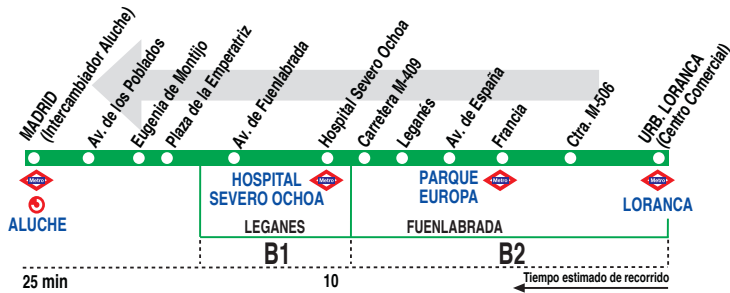 MADRID
(Intercambiador Aluche)
Av. de los Poblados
Eugenia de Montijo
Plaza de la Emperatriz
Av. de Fuenlabrada
Hospital Severo Ochoa
Carretera M-409
Leganés
Av. de España
Francia
Ctra. M-506
URB. LORANCA
(Centro Comercial)
Metro
ALUCHE
HOSPITAL
SEVERO OCHOA
Metro
PARQUE
EUROPA
Metro
Metro
LORANCA
LEGANES
FUENLABRADA
B1
B2
25 min
10
Tiempo estimado de recorrido